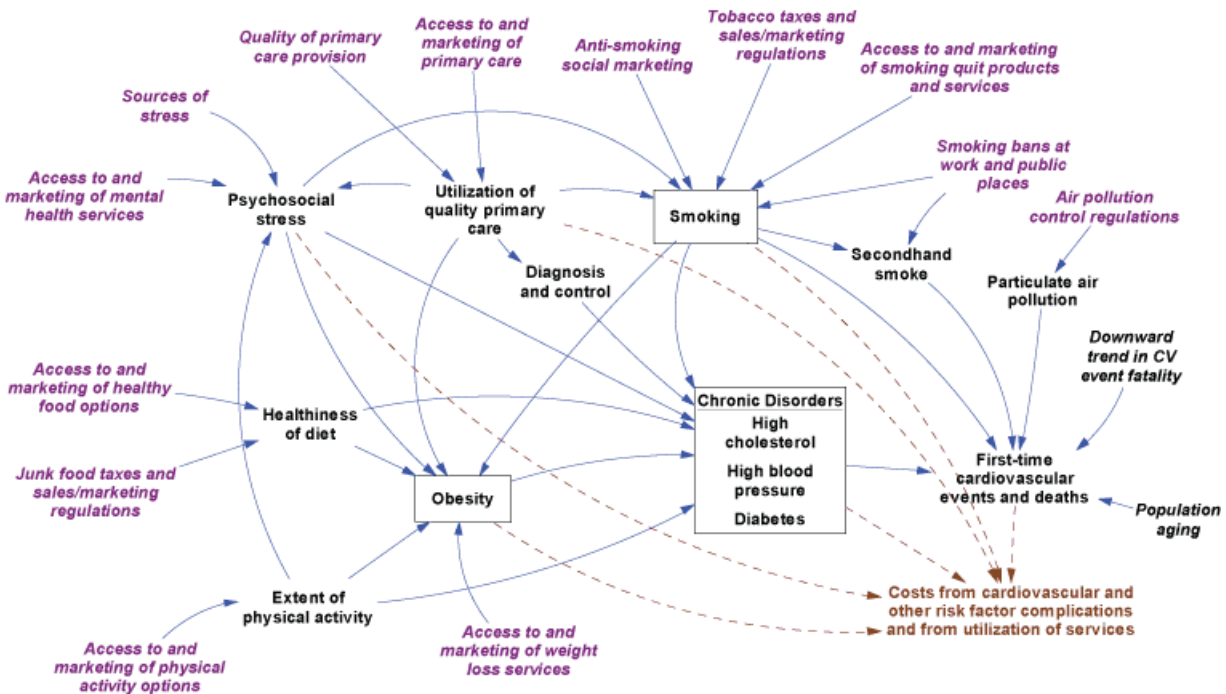 Quality of primary
care provision
Access to and
marketing of
primary care
Anti-smoking
social marketing
Tobacco taxes and
sales/marketing
regulations
Access to and marketing
of smoking quit products
and services
Sources of
stress
Smoking bans at
work and public
places
Access to and
marketing of mental
health services
Psychosocial
stress
Utilization of
quality primary
care
Smoking
Air pollution
control regulations
Secondhand
smoke
Diagnosis
and control
Particulate air
pollution
Downward
trend in CV
event fatality
Access to and
marketing of healthy
food options
Healthiness
of diet
Chronic Disorders
High
cholesterol
High blood
pressure
Diabetes
Junk food taxes and
sales/marketing
regulations
Obesity
First-time
cardiovascular
events and deaths
Population
aging
Extent of
physical activity
Costs from cardiovascular and
other risk factor complications
and from utilization of services
Access to and
marketing of physical
activity options
Access to and
marketing of weight
loss services